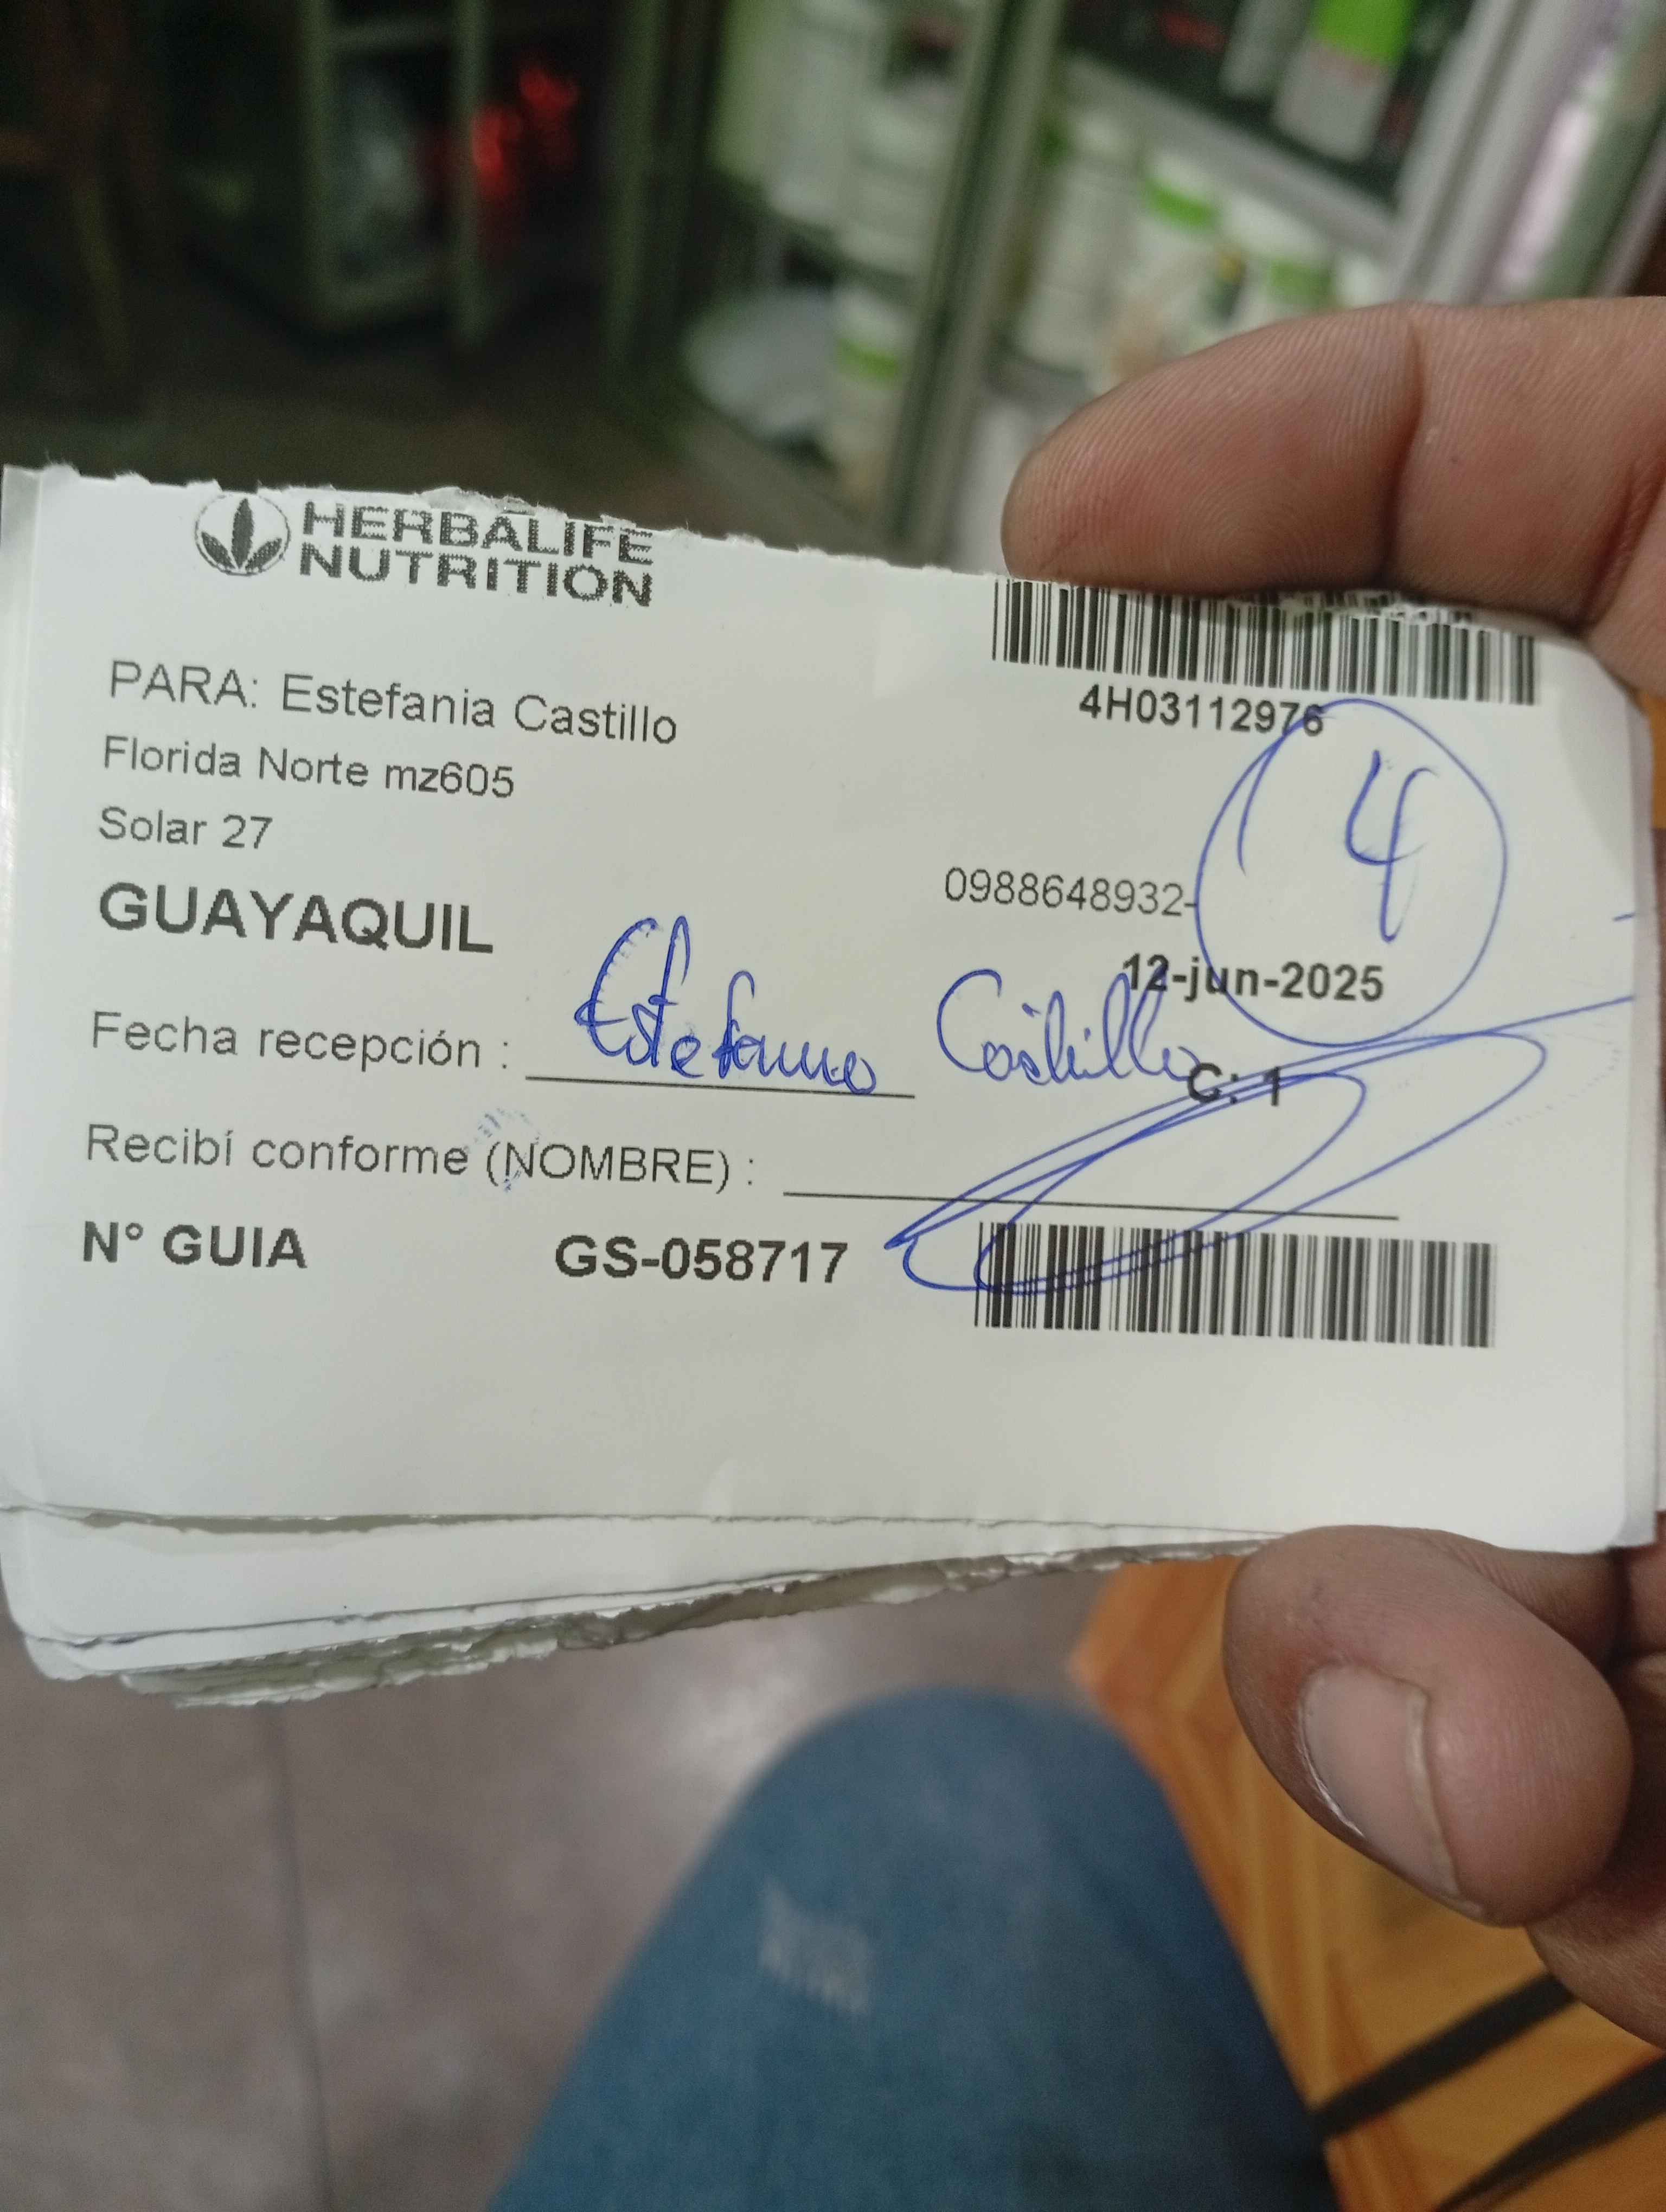 HERBALIFE
NUTRITION
4H03112976
PARA: Estefania Castillo
Florida Norte mz605
Solar 27
4
0988648932-
GUAYAQUIL
12-jun-2025
Fecha recepción : Estefania Castillo
C: 1
Recibí conforme (NOMBRE) :
N° GUIA GS-058717